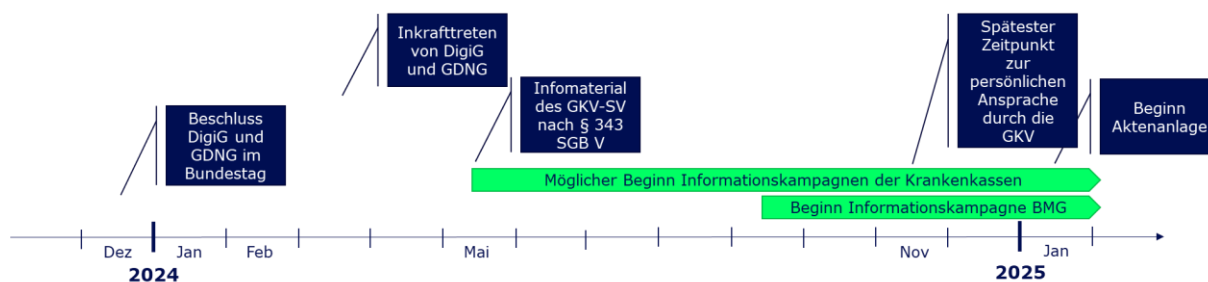 Beschluss
DigiG und
GDNG im
Bundestag
Inkrafttreten
von DigiG
und GDNG
Infomaterial
des GKV-SV
nach § 343
SGB V
Spätester
Zeitpunkt
zur
persönlichen
Ansprache
durch die
GKV
Beginn
Aktenanlage
Möglicher Beginn Informationskampagnen der Krankenkassen
Beginn Informationskampagne BMG
Dez
Jan
Feb
Mai
Nov
Jan
2024
2025